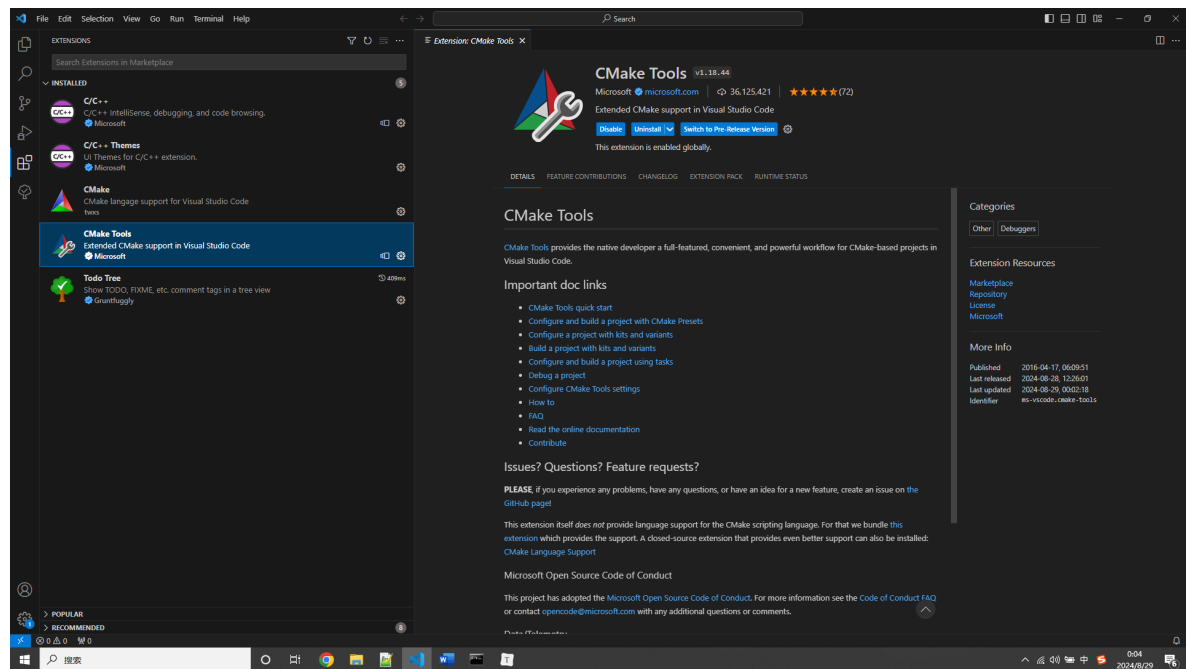 File Edit Selection View Go Run Terminal Help
Search
EXTENSIONS
Extension: CMake Tools
Search Extensions in Marketplace
INSTALLED 5
C/C++
C/C++
C/C++ IntelliSense, debugging, and code browsing.
Microsoft
C/C++
C/C++ Themes
UI Themes for C/C++ extension.
Microsoft
CMake
CMake langage support for Visual Studio Code
twxs
CMake Tools
Extended CMake support in Visual Studio Code
Microsoft
Todo Tree 409ms
Show TODO, FIXME, etc. comment tags in a tree view
Gruntfuggly
POPULAR
RECOMMENDED 8
CMake Tools v1.18.44
Microsoft microsoft.com 36,125,421 (72)
Extended CMake support in Visual Studio Code
Disable Uninstall Switch to Pre-Release Version
This extension is enabled globally.
DETAILS FEATURE CONTRIBUTIONS CHANGELOG EXTENSION PACK RUNTIME STATUS
CMake Tools
CMake Tools provides the native developer a full-featured, convenient, and powerful workflow for CMake-based projects in
Visual Studio Code.
Important doc links
• CMake Tools quick start
• Configure and build a project with CMake Presets
• Configure a project with kits and variants
• Build a project with kits and variants
• Configure and build a project using tasks
• Debug a project
• Configure CMake Tools settings
• How to
• FAQ
• Read the online documentation
• Contribute
Issues? Questions? Feature requests?
PLEASE, if you experience any problems, have any questions, or have an idea for a new feature, create an issue on the
GitHub page!
This extension itself does not provide language support for the CMake scripting language. For that we bundle this
extension which provides the support. A closed-source extension that provides even better support can also be installed:
CMake Language Support
Microsoft Open Source Code of Conduct
This project has adopted the Microsoft Open Source Code of Conduct. For more information see the Code of Conduct FAQ
or contact opencode@microsoft.com with any additional questions or comments.
Data/Telemetry
Categories
Other Debuggers
Extension Resources
Marketplace
Repository
License
Microsoft
More Info
Published 2016-04-17, 06:09:51
Last released 2024-08-28, 12:26:01
Last updated 2024-08-29, 00:02:18
Identifier ms-vscode.cmake-tools
1
0 0 0
搜索
W
T
中
S
0:04
2024/8/29
6